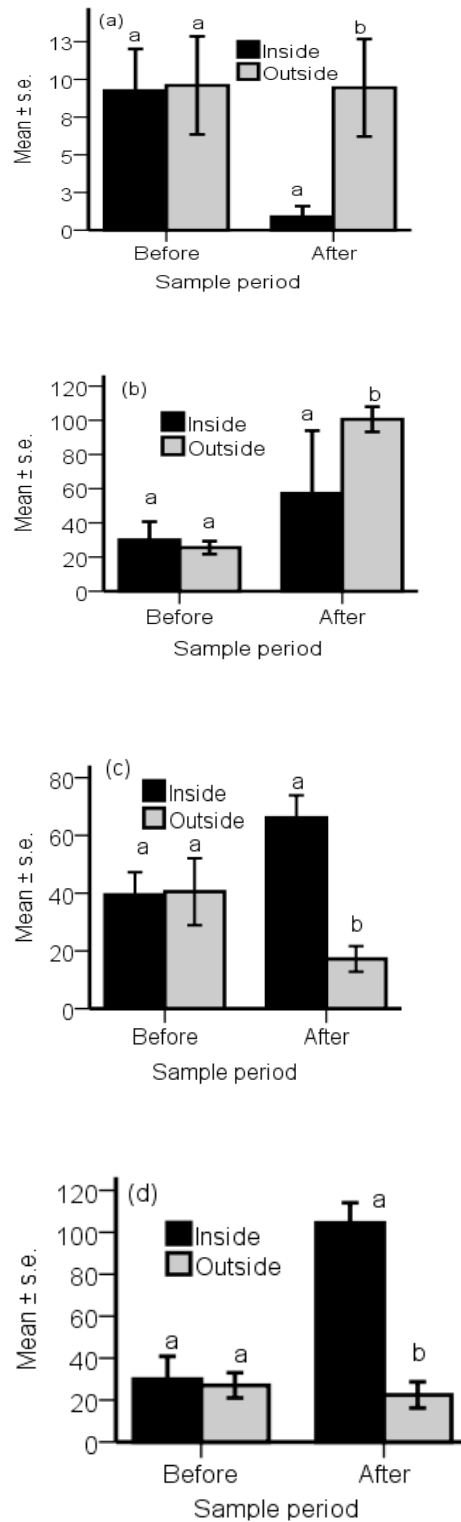 (a)
a
a
b
Inside
Outside
13
10
8
5
3
0
a
Mean ± s.e.
Before
After
Sample period
(b)
120
100
80
60
40
20
0
Inside
Outside
a
a
a
b
Mean ± s.e.
Before
After
Sample period
(c)
80
60
40
20
0
Inside
Outside
a
a
a
b
Mean ± s.e.
Before
After
Sample period
(d)
120
100
80
60
40
20
0
Inside
Outside
a
a
a
b
Mean ± s.e.
Before
After
Sample period